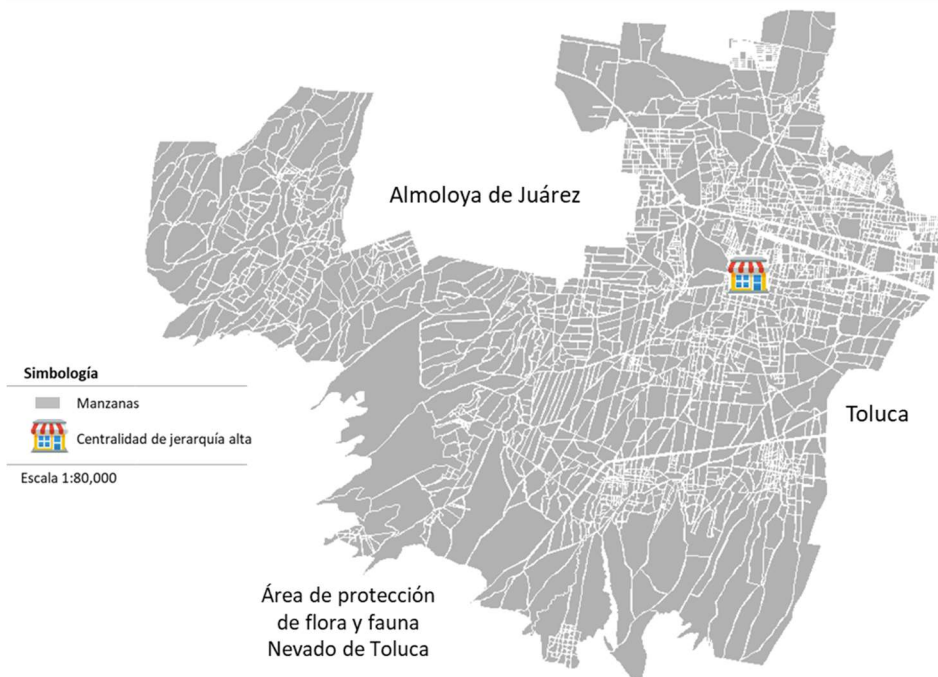 Almoloya de Juárez
Simbología
Manzanas
Centralidad de jerarquía alta
Escala 1:80,000
Toluca
Área de protección
de flora y fauna
Nevado de Toluca